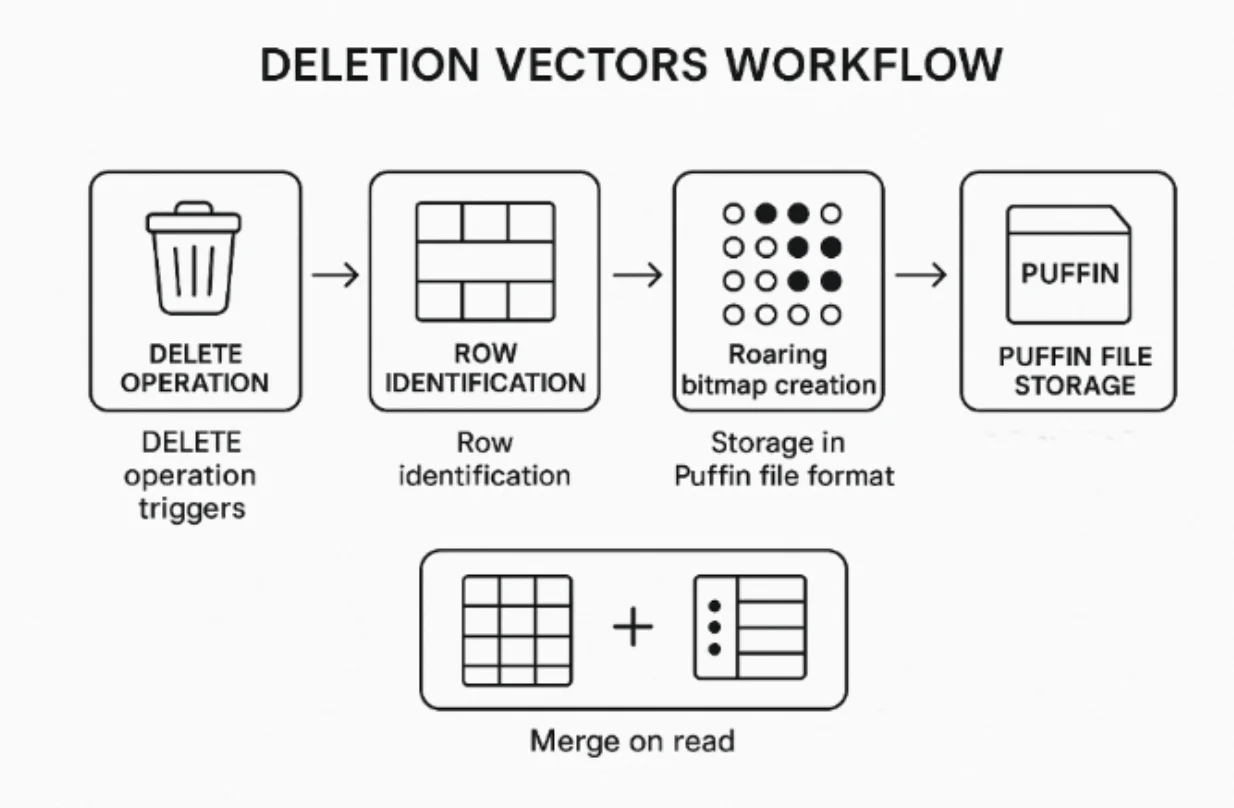 DELETION VECTORS WORKFLOW
DELETE
OPERATION
DELETE
operation
triggers
ROW
IDENTIFICATION
Row
identification
Roaring
bitmap creation
Storage in
Puffin file format
PUFFIN
PUFFIN FILE
STORAGE
Merge on read